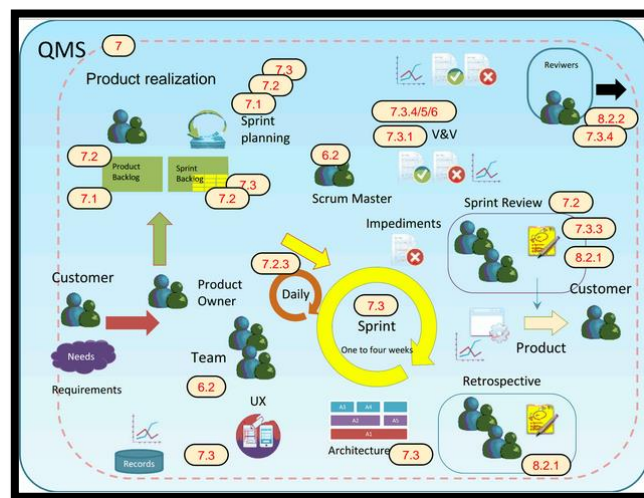 QMS
7
Product realization
7.3
7.2
7.1
Sprint
planning
7.2
Product
Backlog
Sprint
Backlog
7.1
7.3
7.2
6.2
Scrum Master
7.3.4/5/6
7.3.1
V&V
Reviwers
8.2.2
7.3.4
Sprint Review
7.2
7.3.3
8.2.1
Impediments
Customer
Product
Owner
7.2.3
Daily
7.3
Sprint
One to four weeks
Customer
Product
Needs
Requirements
Team
6.2
UX
Records
7.3
A3
A4
A2
A5
A1
Architecture
7.3
Retrospective
8.2.1